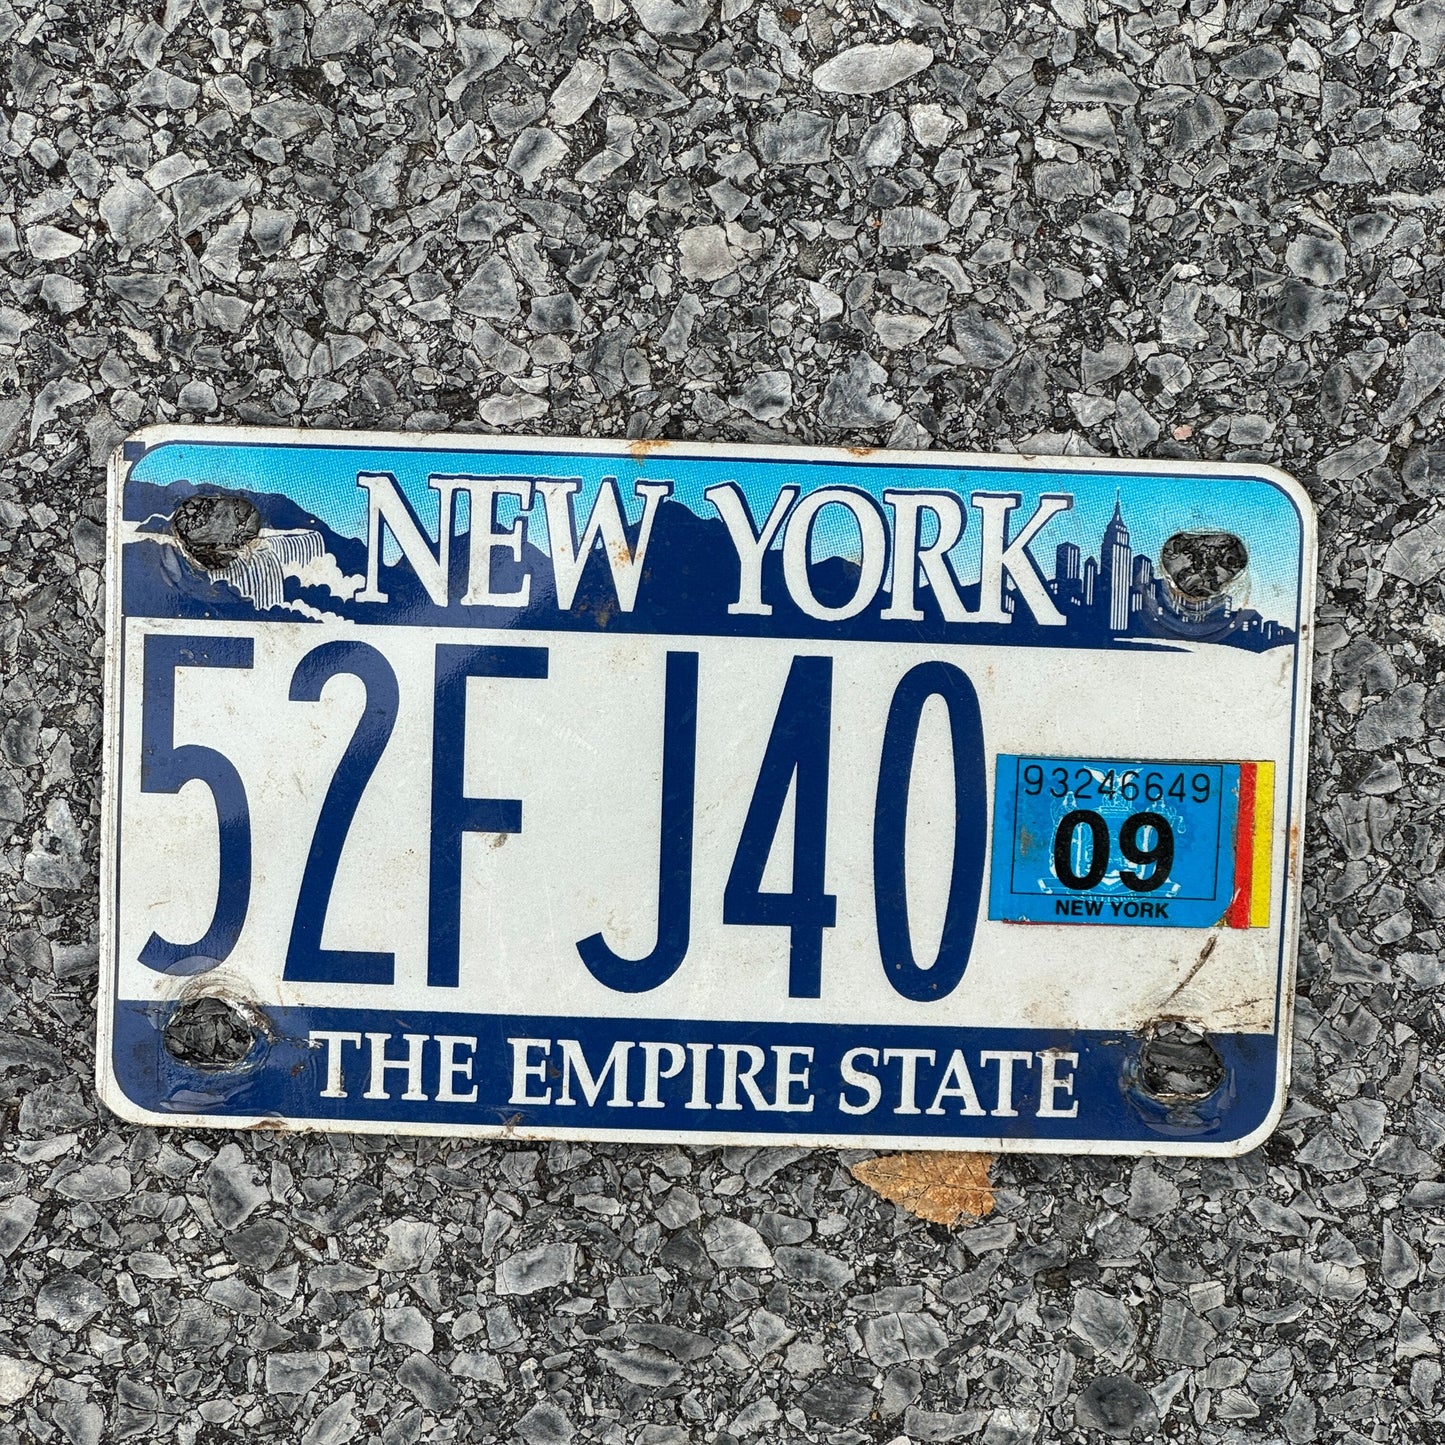 NEW YORK
52F J40
93246649
09
NEW YORK
THE EMPIRE STATE